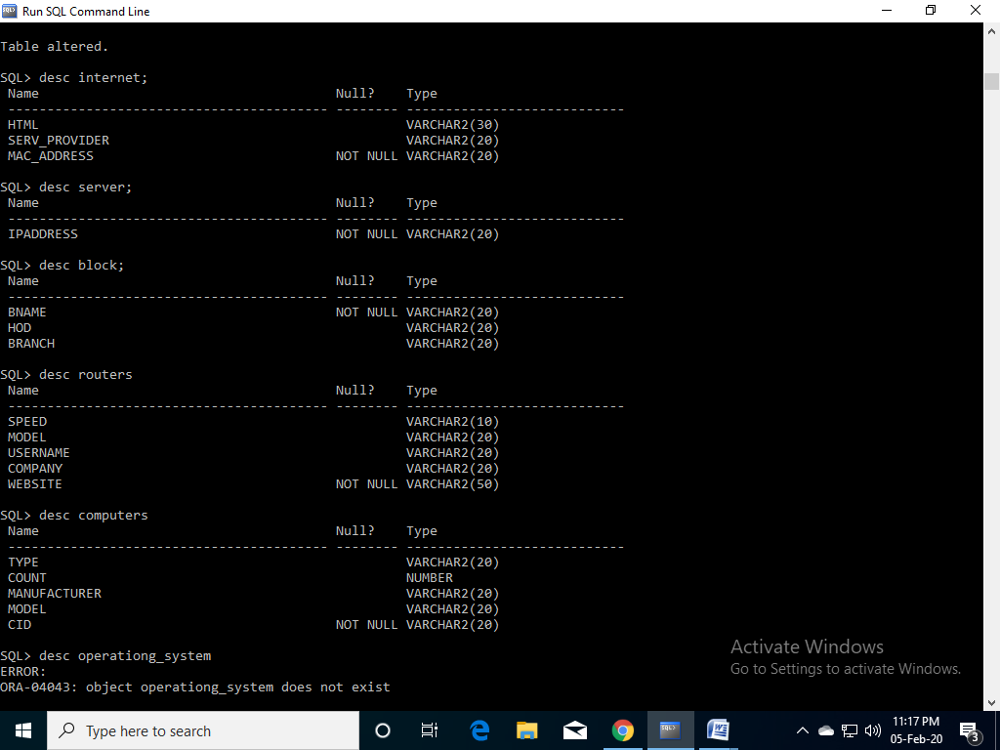 Run SQL Command Line
Table altered.
SQL> desc internet;
Name Null? Type
----------------------------------------- -------- ----------------------------
HTML VARCHAR2(30)
SERV_PROVIDER VARCHAR2(20)
MAC_ADDRESS NOT NULL VARCHAR2(20)
SQL> desc server;
Name Null? Type
----------------------------------------- -------- ----------------------------
IPADDRESS NOT NULL VARCHAR2(20)
SQL> desc block;
Name Null? Type
----------------------------------------- -------- ----------------------------
BNAME NOT NULL VARCHAR2(20)
HOD VARCHAR2(20)
BRANCH VARCHAR2(20)
SQL> desc routers
Name Null? Type
----------------------------------------- -------- ----------------------------
SPEED VARCHAR2(10)
MODEL VARCHAR2(20)
USERNAME VARCHAR2(20)
COMPANY VARCHAR2(20)
WEBSITE NOT NULL VARCHAR2(50)
SQL> desc computers
Name Null? Type
----------------------------------------- -------- ----------------------------
TYPE VARCHAR2(20)
COUNT NUMBER
MANUFACTURER VARCHAR2(20)
MODEL VARCHAR2(20)
CID NOT NULL VARCHAR2(20)
SQL> desc operationg_system
ERROR:
ORA-04043: object operationg_system does not exist
Activate Windows
Go to Settings to activate Windows.
Type here to search
11:17 PM
05-Feb-20
3